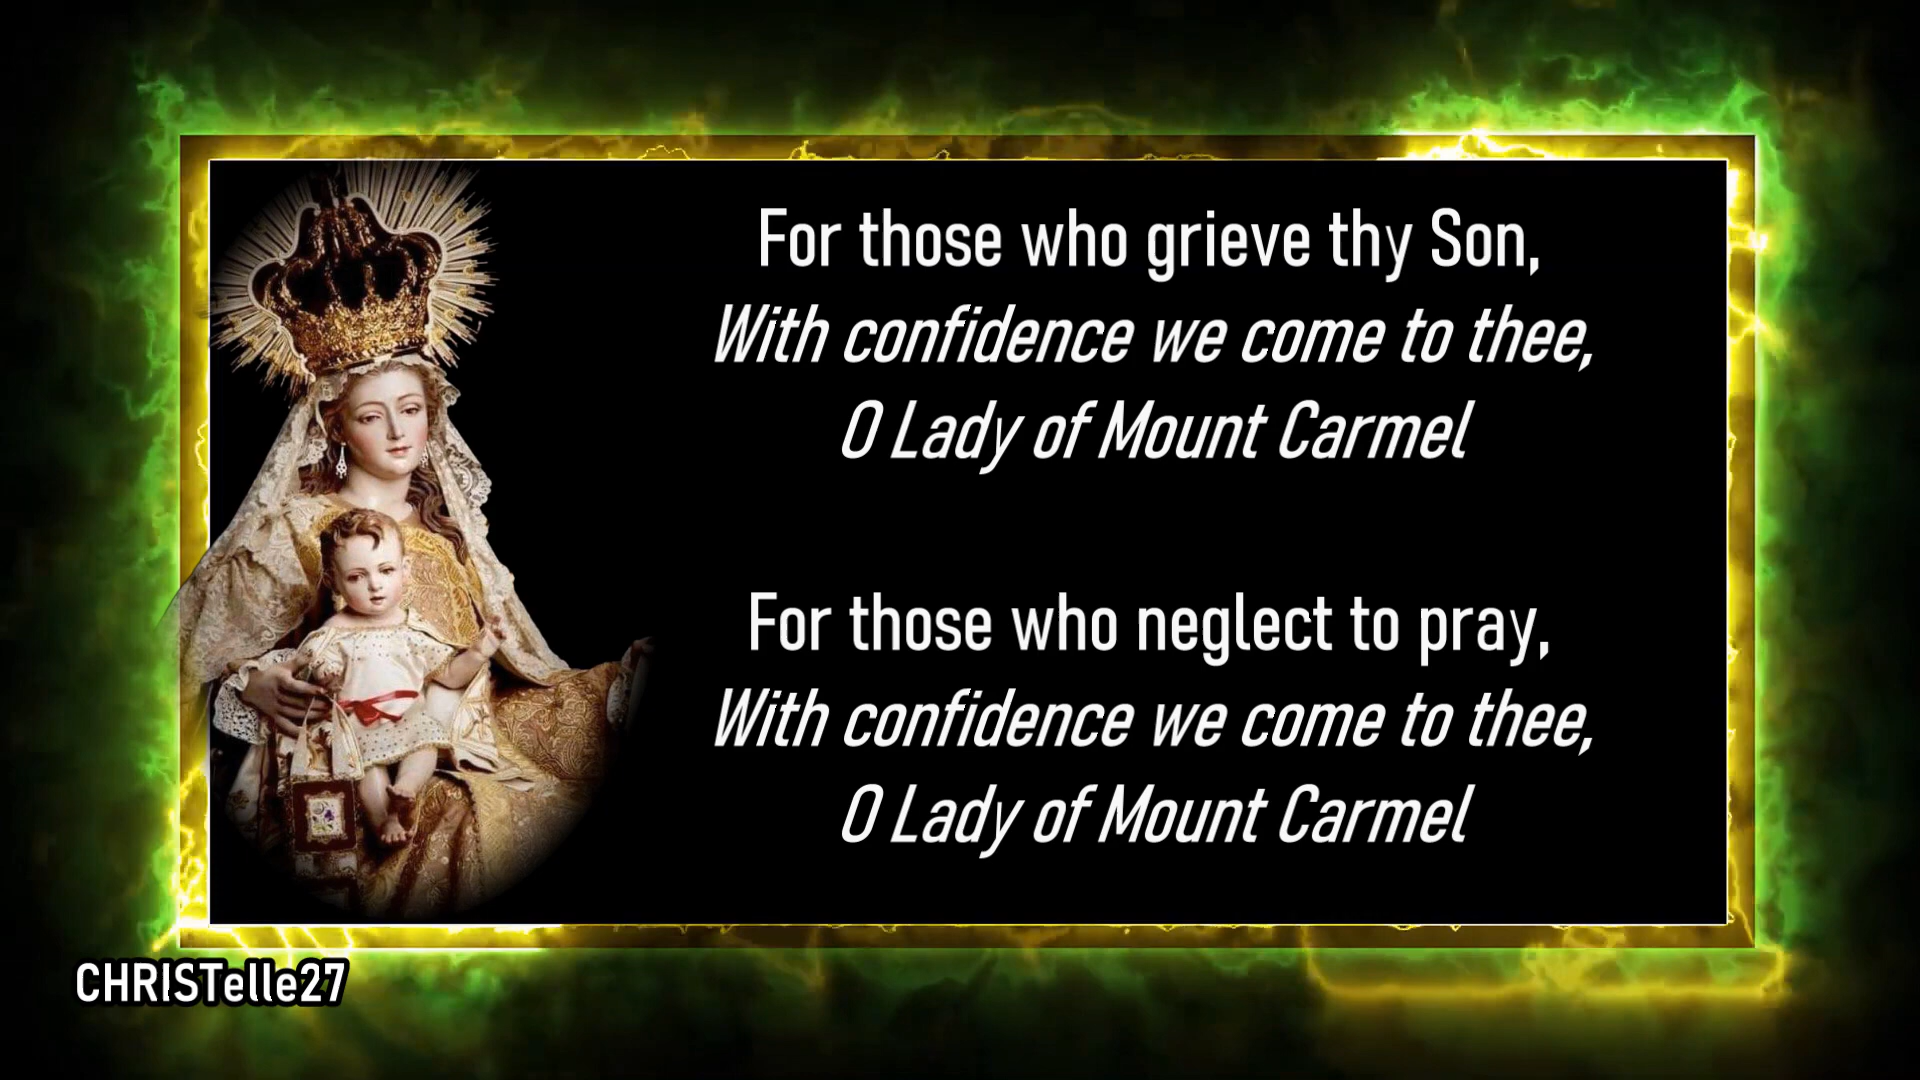 For those who grieve thy Son,
With confidence we come to thee,
O Lady of Mount Carmel
For those who neglect to pray,
With confidence we come to thee,
O Lady of Mount Carmel
CHRISTelle27